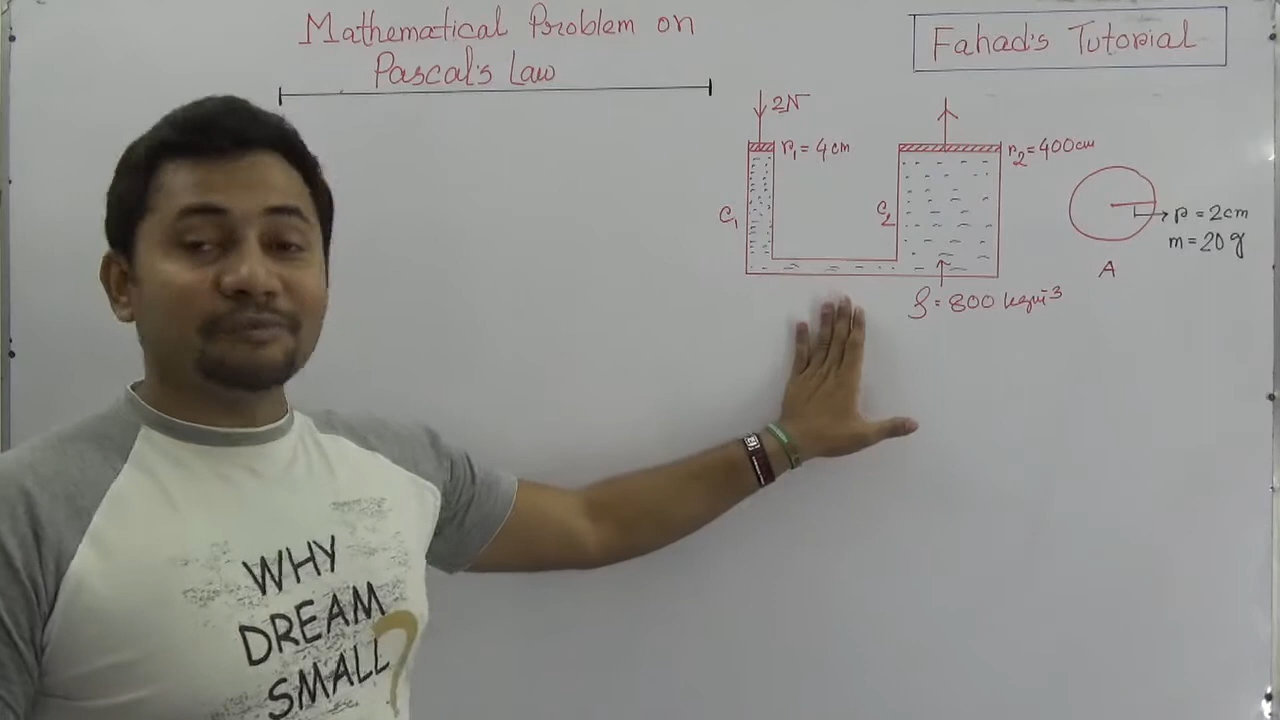 Mathematical Problem on
Pascal's Law
Fahad's Tutorial
2N
r₁ = 4cm
r₂ = 400cm
C₁
C₂
r = 2cm
m = 20g
A
ρ = 800 kgm⁻³
WHY
DREAM
SMALL?